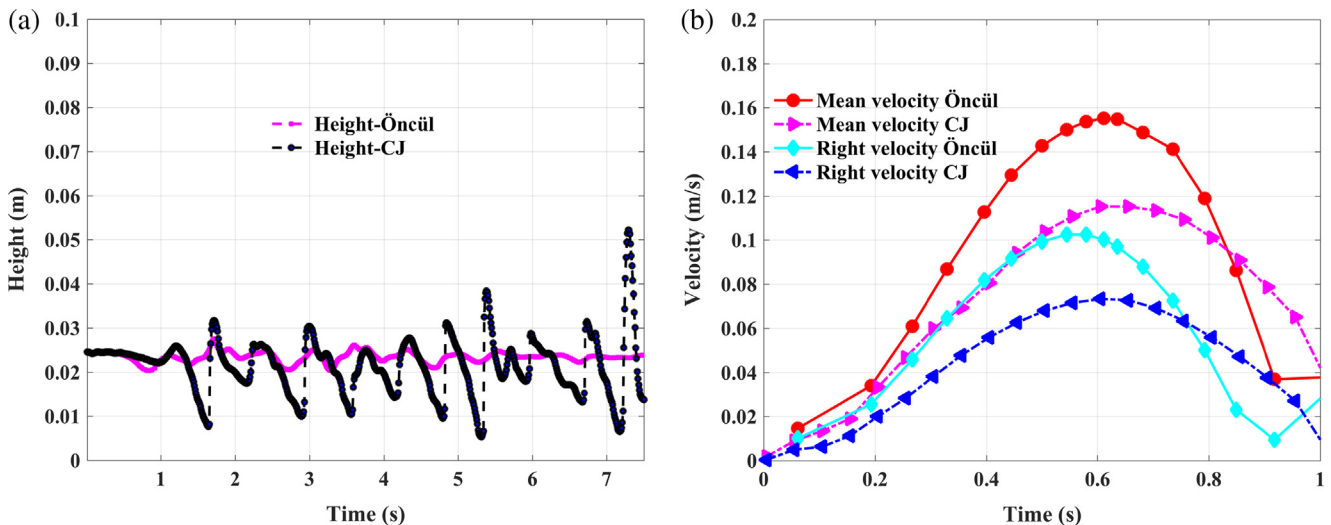 (a)
0.1
0.09
0.08
0.07
0.06
0.05
0.04
0.03
0.02
0.01
0
Height (m)
Height-Öncül
Height-CJ
1 2 3 4 5 6 7
Time (s)
(b)
0.2
0.18
0.16
0.14
0.12
0.1
0.08
0.06
0.04
0.02
0
Velocity (m/s)
Mean velocity Öncül
Mean velocity CJ
Right velocity Öncül
Right velocity CJ
0 0.2 0.4 0.6 0.8 1
Time (s)